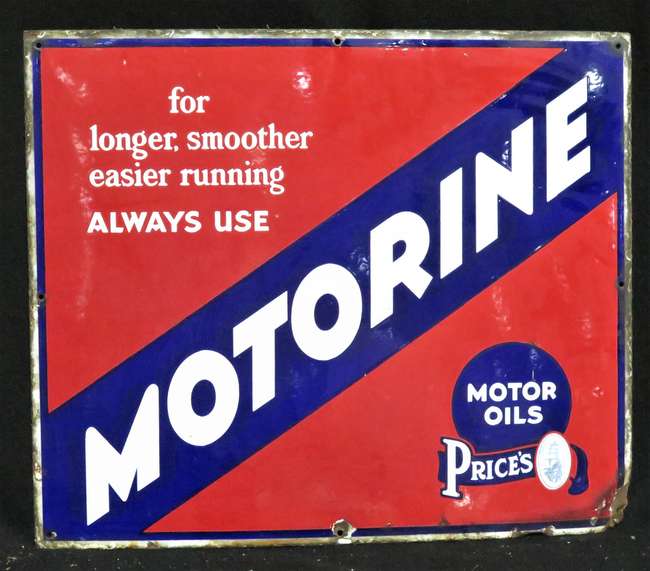 for
longer, smoother
easier running
ALWAYS USE
MOTORINE
MOTOR
OILS
PRICE'S